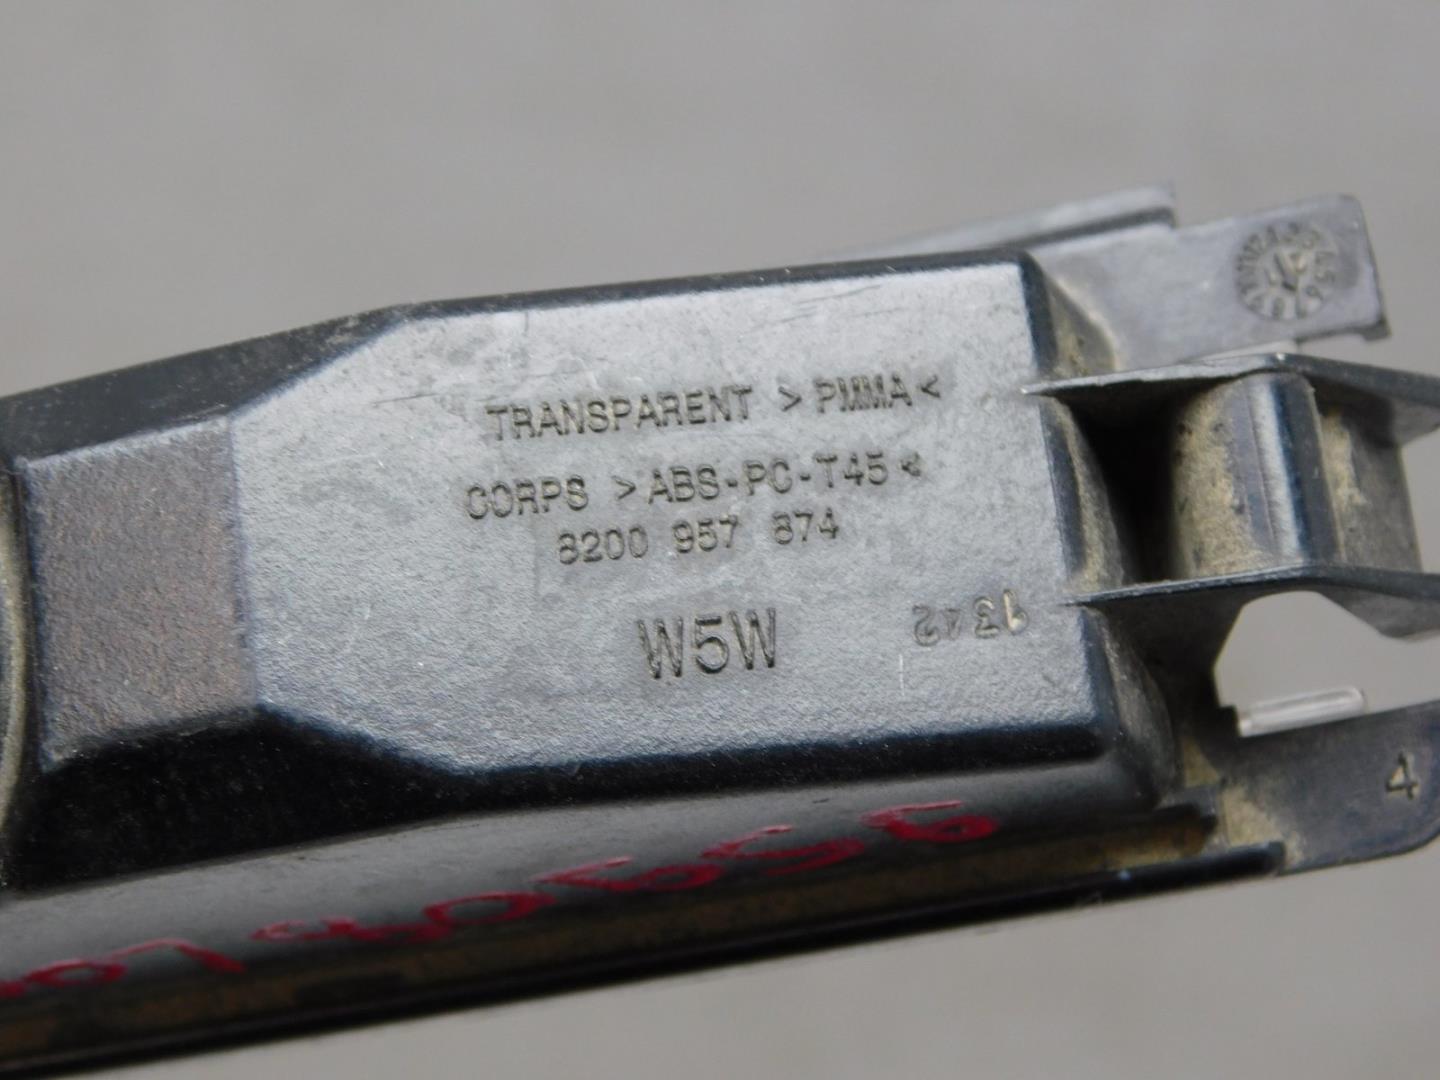 TRANSPARENT >PMMA<
CORPS >ABS-PC-T45<
8200 957 874
W5W
1342
4